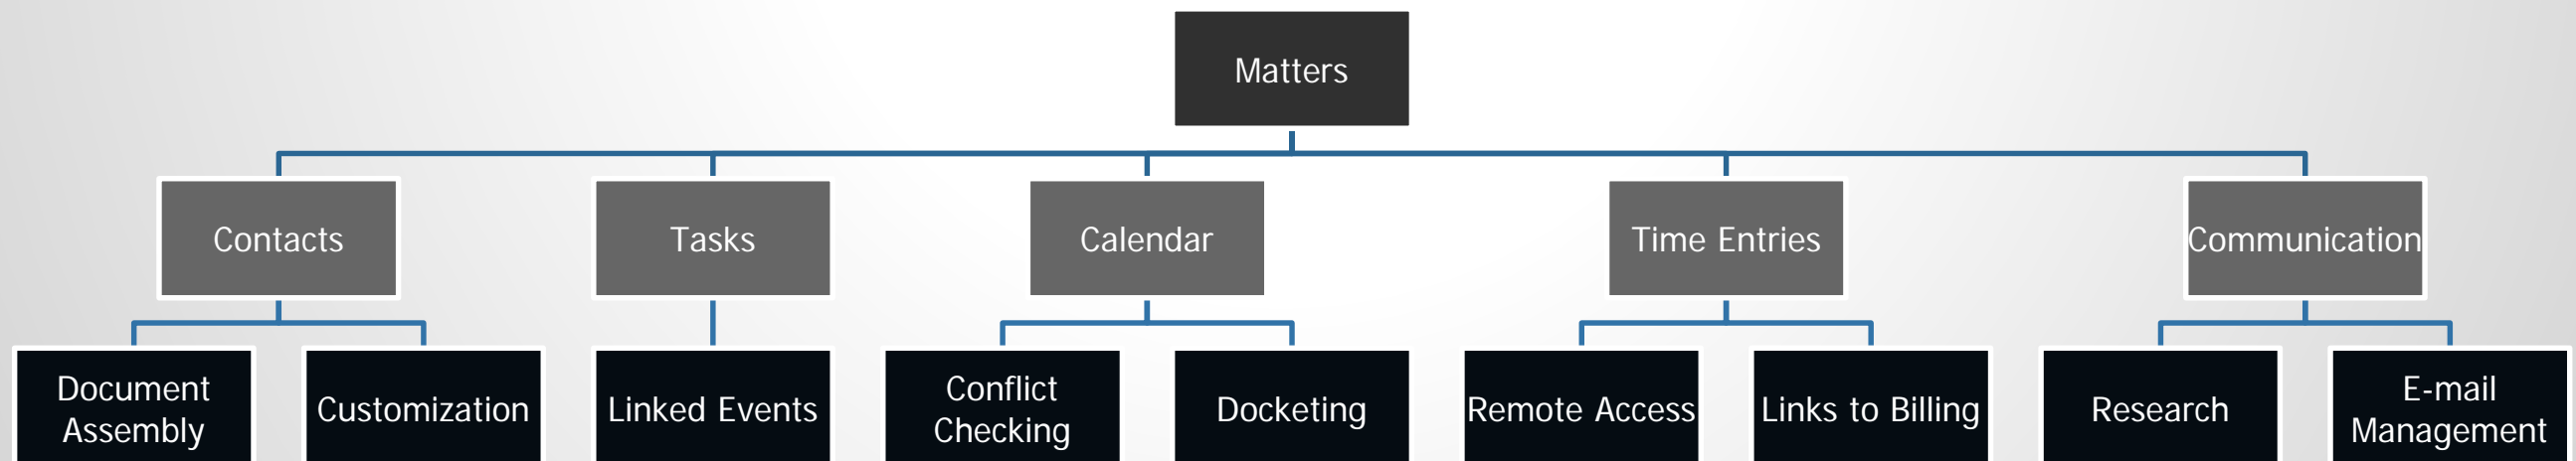 Matters
Contacts
Tasks
Calendar
Time Entries
Communication
Document
Assembly
Customization
Linked Events
Conflict
Checking
Docketing
Remote Access
Links to Billing
Research
E-mail
Management